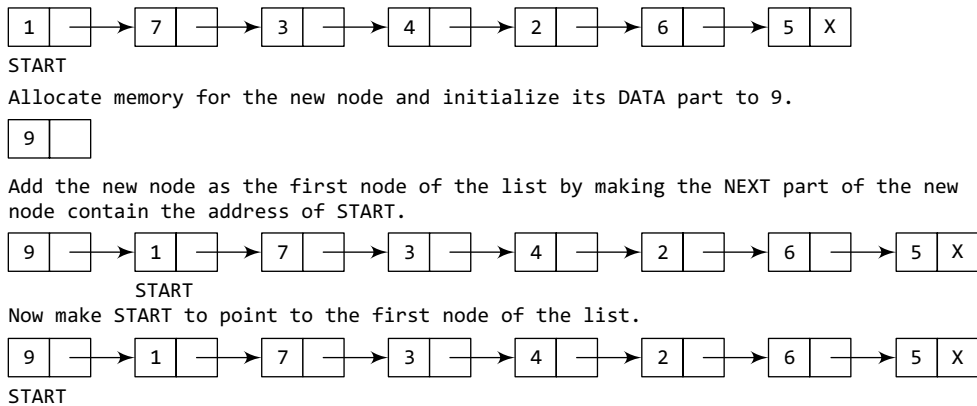 1 7 3 4 2 6 5 X
START
Allocate memory for the new node and initialize its DATA part to 9.
9
Add the new node as the first node of the list by making the NEXT part of the new
node contain the address of START.
9 1 7 3 4 2 6 5 X
START
Now make START to point to the first node of the list.
9 1 7 3 4 2 6 5 X
START